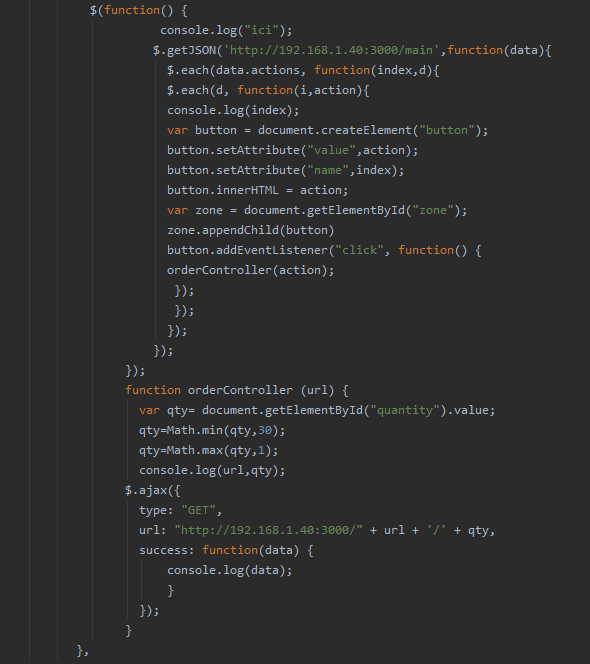 $(function() {
console.log("ici");
$.getJSON('http://192.168.1.40:3000/main',function(data){
$.each(data.actions, function(index,d){
$.each(d, function(i,action){
console.log(index);
var button = document.createElement("button");
button.setAttribute("value",action);
button.setAttribute("name",index);
button.innerHTML = action;
var zone = document.getElementById("zone");
zone.appendChild(button)
button.addEventListener("click", function() {
orderController(action);
});
});
});
});
});
function orderController (url) {
var qty= document.getElementById("quantity").value;
qty=Math.min(qty,30);
qty=Math.max(qty,1);
console.log(url,qty);
$.ajax({
type: "GET",
url: "http://192.168.1.40:3000/" + url + '/' + qty,
success: function(data) {
console.log(data);
}
});
}
},